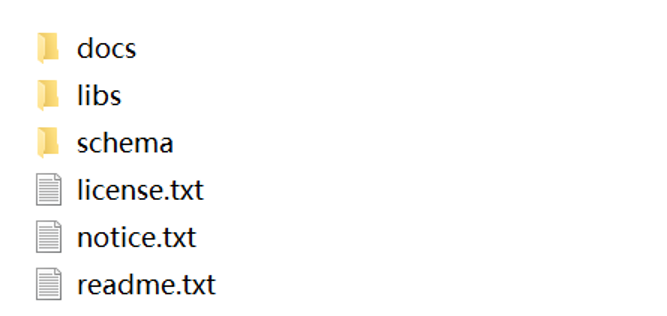 docs
libs
schema
license.txt
notice.txt
readme.txt